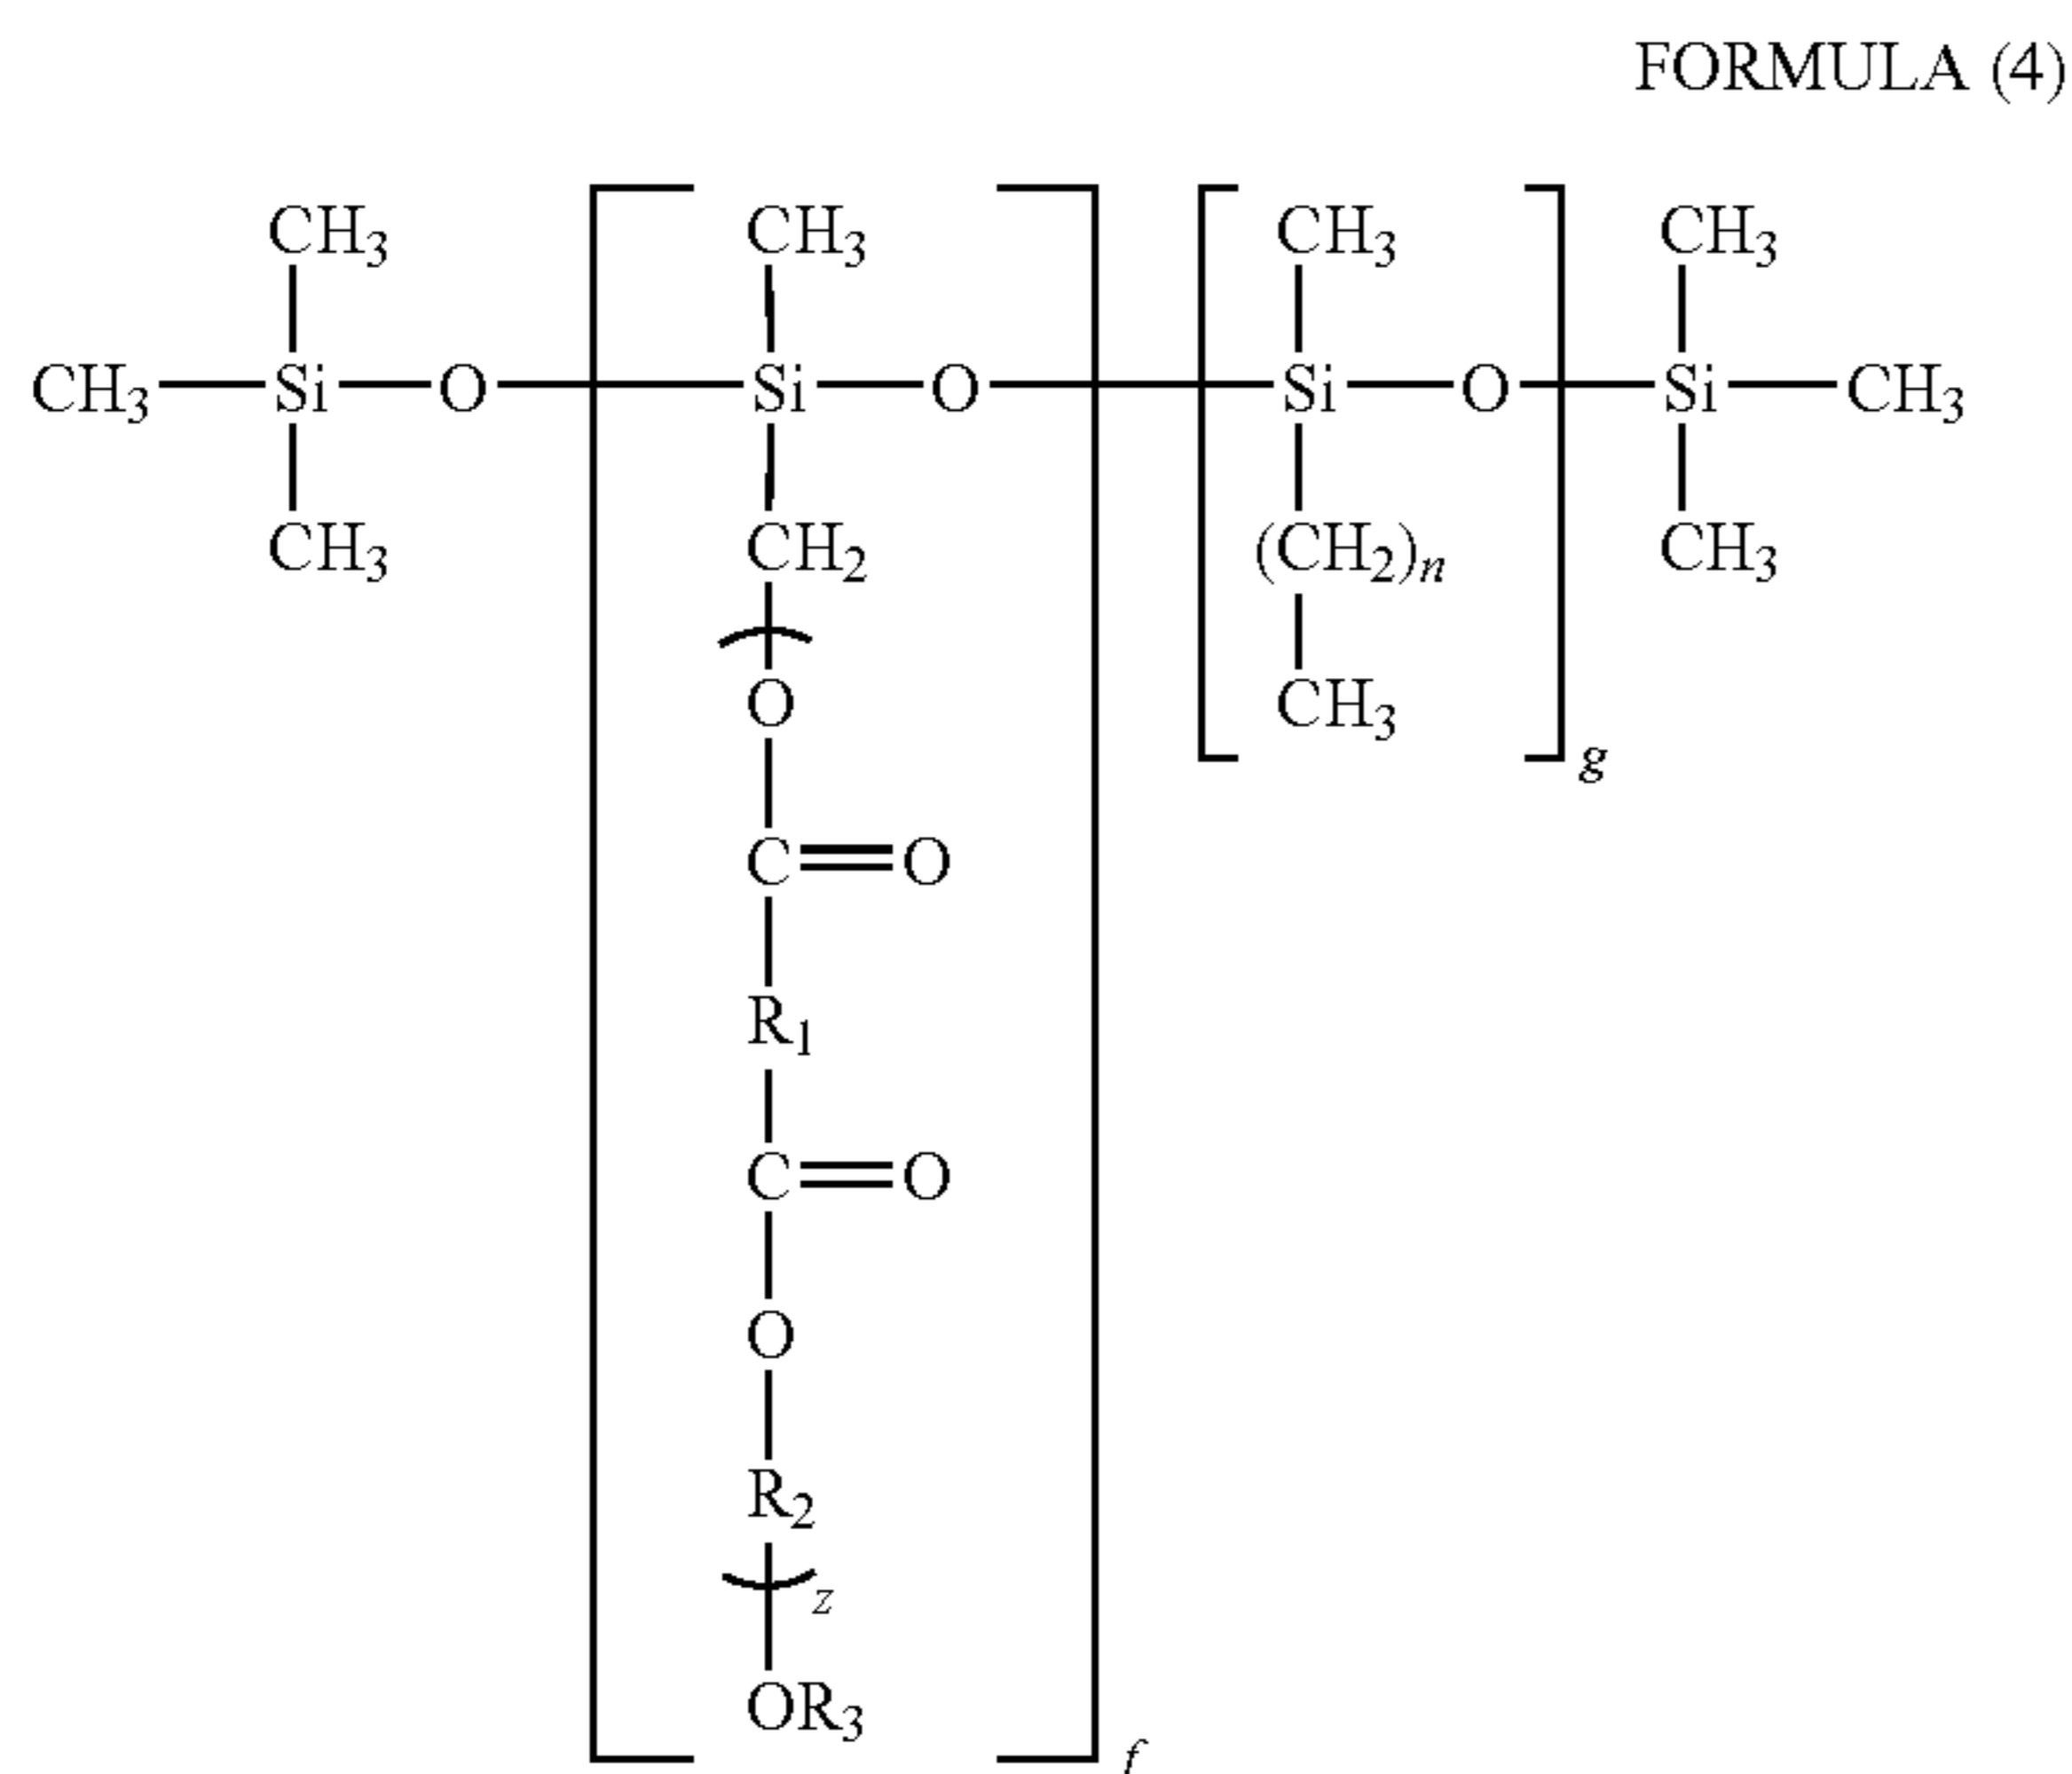 FORMULA (4)
CH3 CH3 CH3 CH3
CH3 Si O Si O Si O Si CH3
CH3 CH2 (CH2)n CH3
O CH3
g
C O
R1
C O
O
R2
z
OR3
f